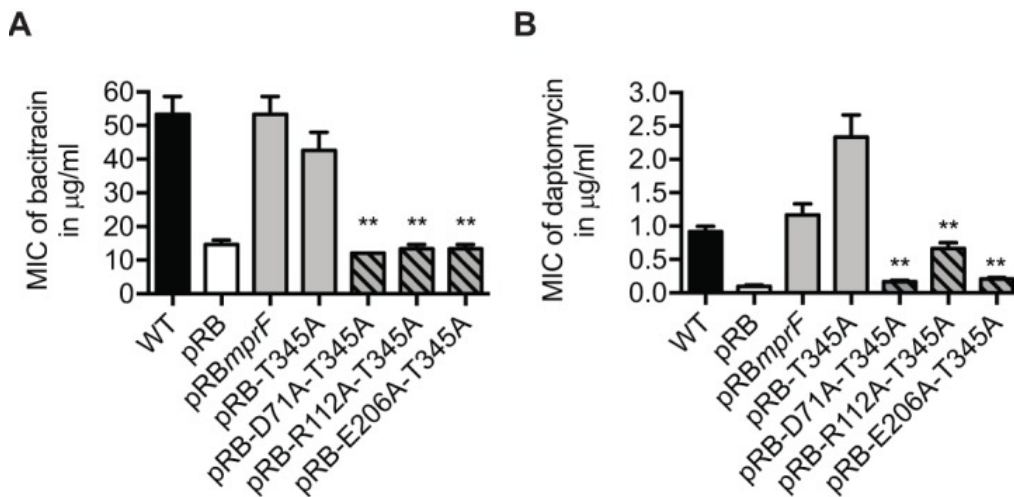 A
MIC of bacitracin
in µg/ml
60
50
40
30
20
10
0
**
**
**
WT
pRB
pRBmprF
pRB-T345A
pRB-D71A-T345A
pRB-R112A-T345A
pRB-E206A-T345A
B
MIC of daptomycin
in µg/ml
3.0
2.5
2.0
1.5
1.0
0.5
0.0
**
**
**
WT
pRB
pRBmprF
pRB-T345A
pRB-D71A-T345A
pRB-R112A-T345A
pRB-E206A-T345A